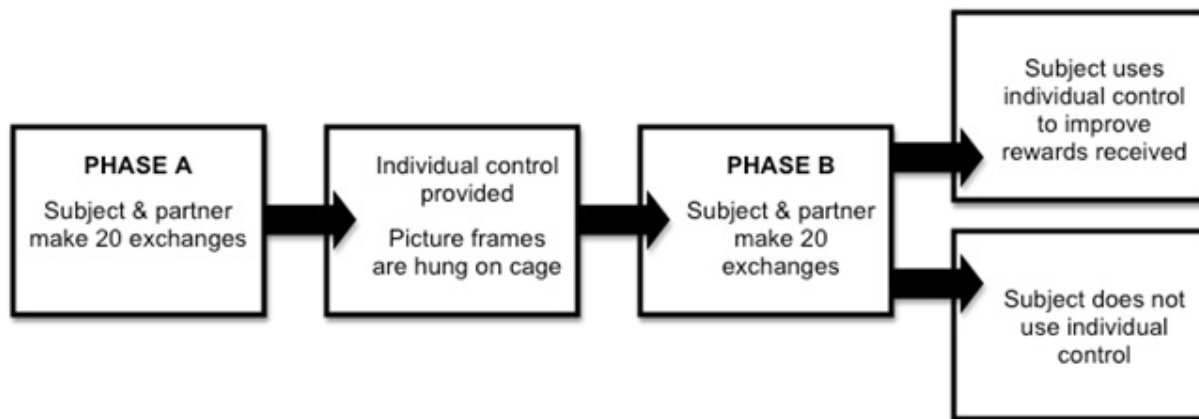 PHASE A
Subject & partner
make 20 exchanges
Individual control
provided
Picture frames
are hung on cage
PHASE B
Subject & partner
make 20
exchanges
Subject uses
individual control
to improve
rewards received
Subject does not
use individual
control